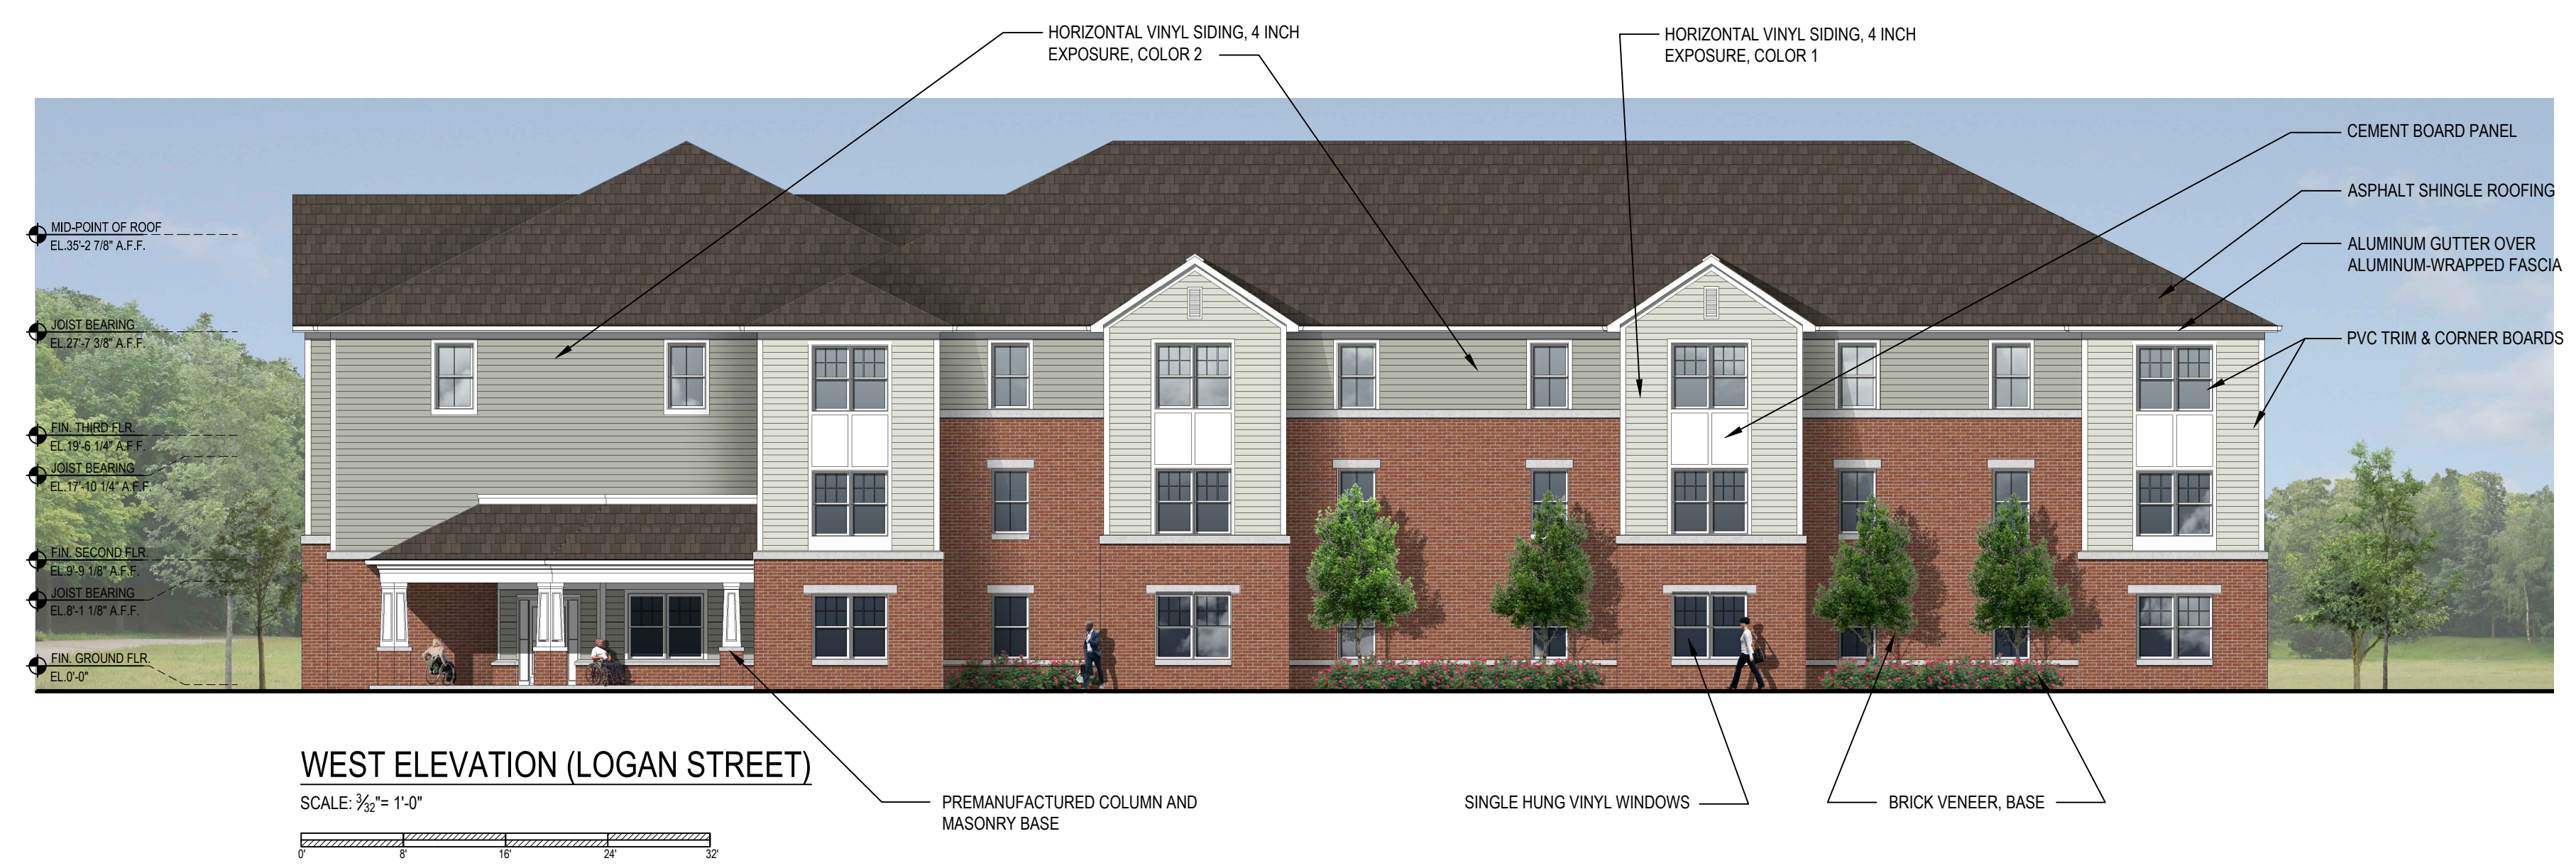 HORIZONTAL VINYL SIDING, 4 INCH
EXPOSURE, COLOR 2
HORIZONTAL VINYL SIDING, 4 INCH
EXPOSURE, COLOR 1
CEMENT BOARD PANEL
ASPHALT SHINGLE ROOFING
ALUMINUM GUTTER OVER
ALUMINUM-WRAPPED FASCIA
PVC TRIM & CORNER BOARDS
MID-POINT OF ROOF
EL.35'-2 7/8" A.F.F.
JOIST BEARING
EL.27'-7 3/8" A.F.F.
FIN. THIRD FLR.
EL.19'-6 1/4" A.F.F.
JOIST BEARING
EL.17'-10 1/4" A.F.F.
FIN. SECOND FLR.
EL.9'-9 1/8" A.F.F.
JOIST BEARING
EL.8'-1 1/8" A.F.F.
FIN. GROUND FLR.
EL.0'-0"
WEST ELEVATION (LOGAN STREET)
SCALE: 3/32"= 1'-0"
0' 8' 16' 24' 32'
PREMANUFACTURED COLUMN AND
MASONRY BASE
SINGLE HUNG VINYL WINDOWS
BRICK VENEER, BASE